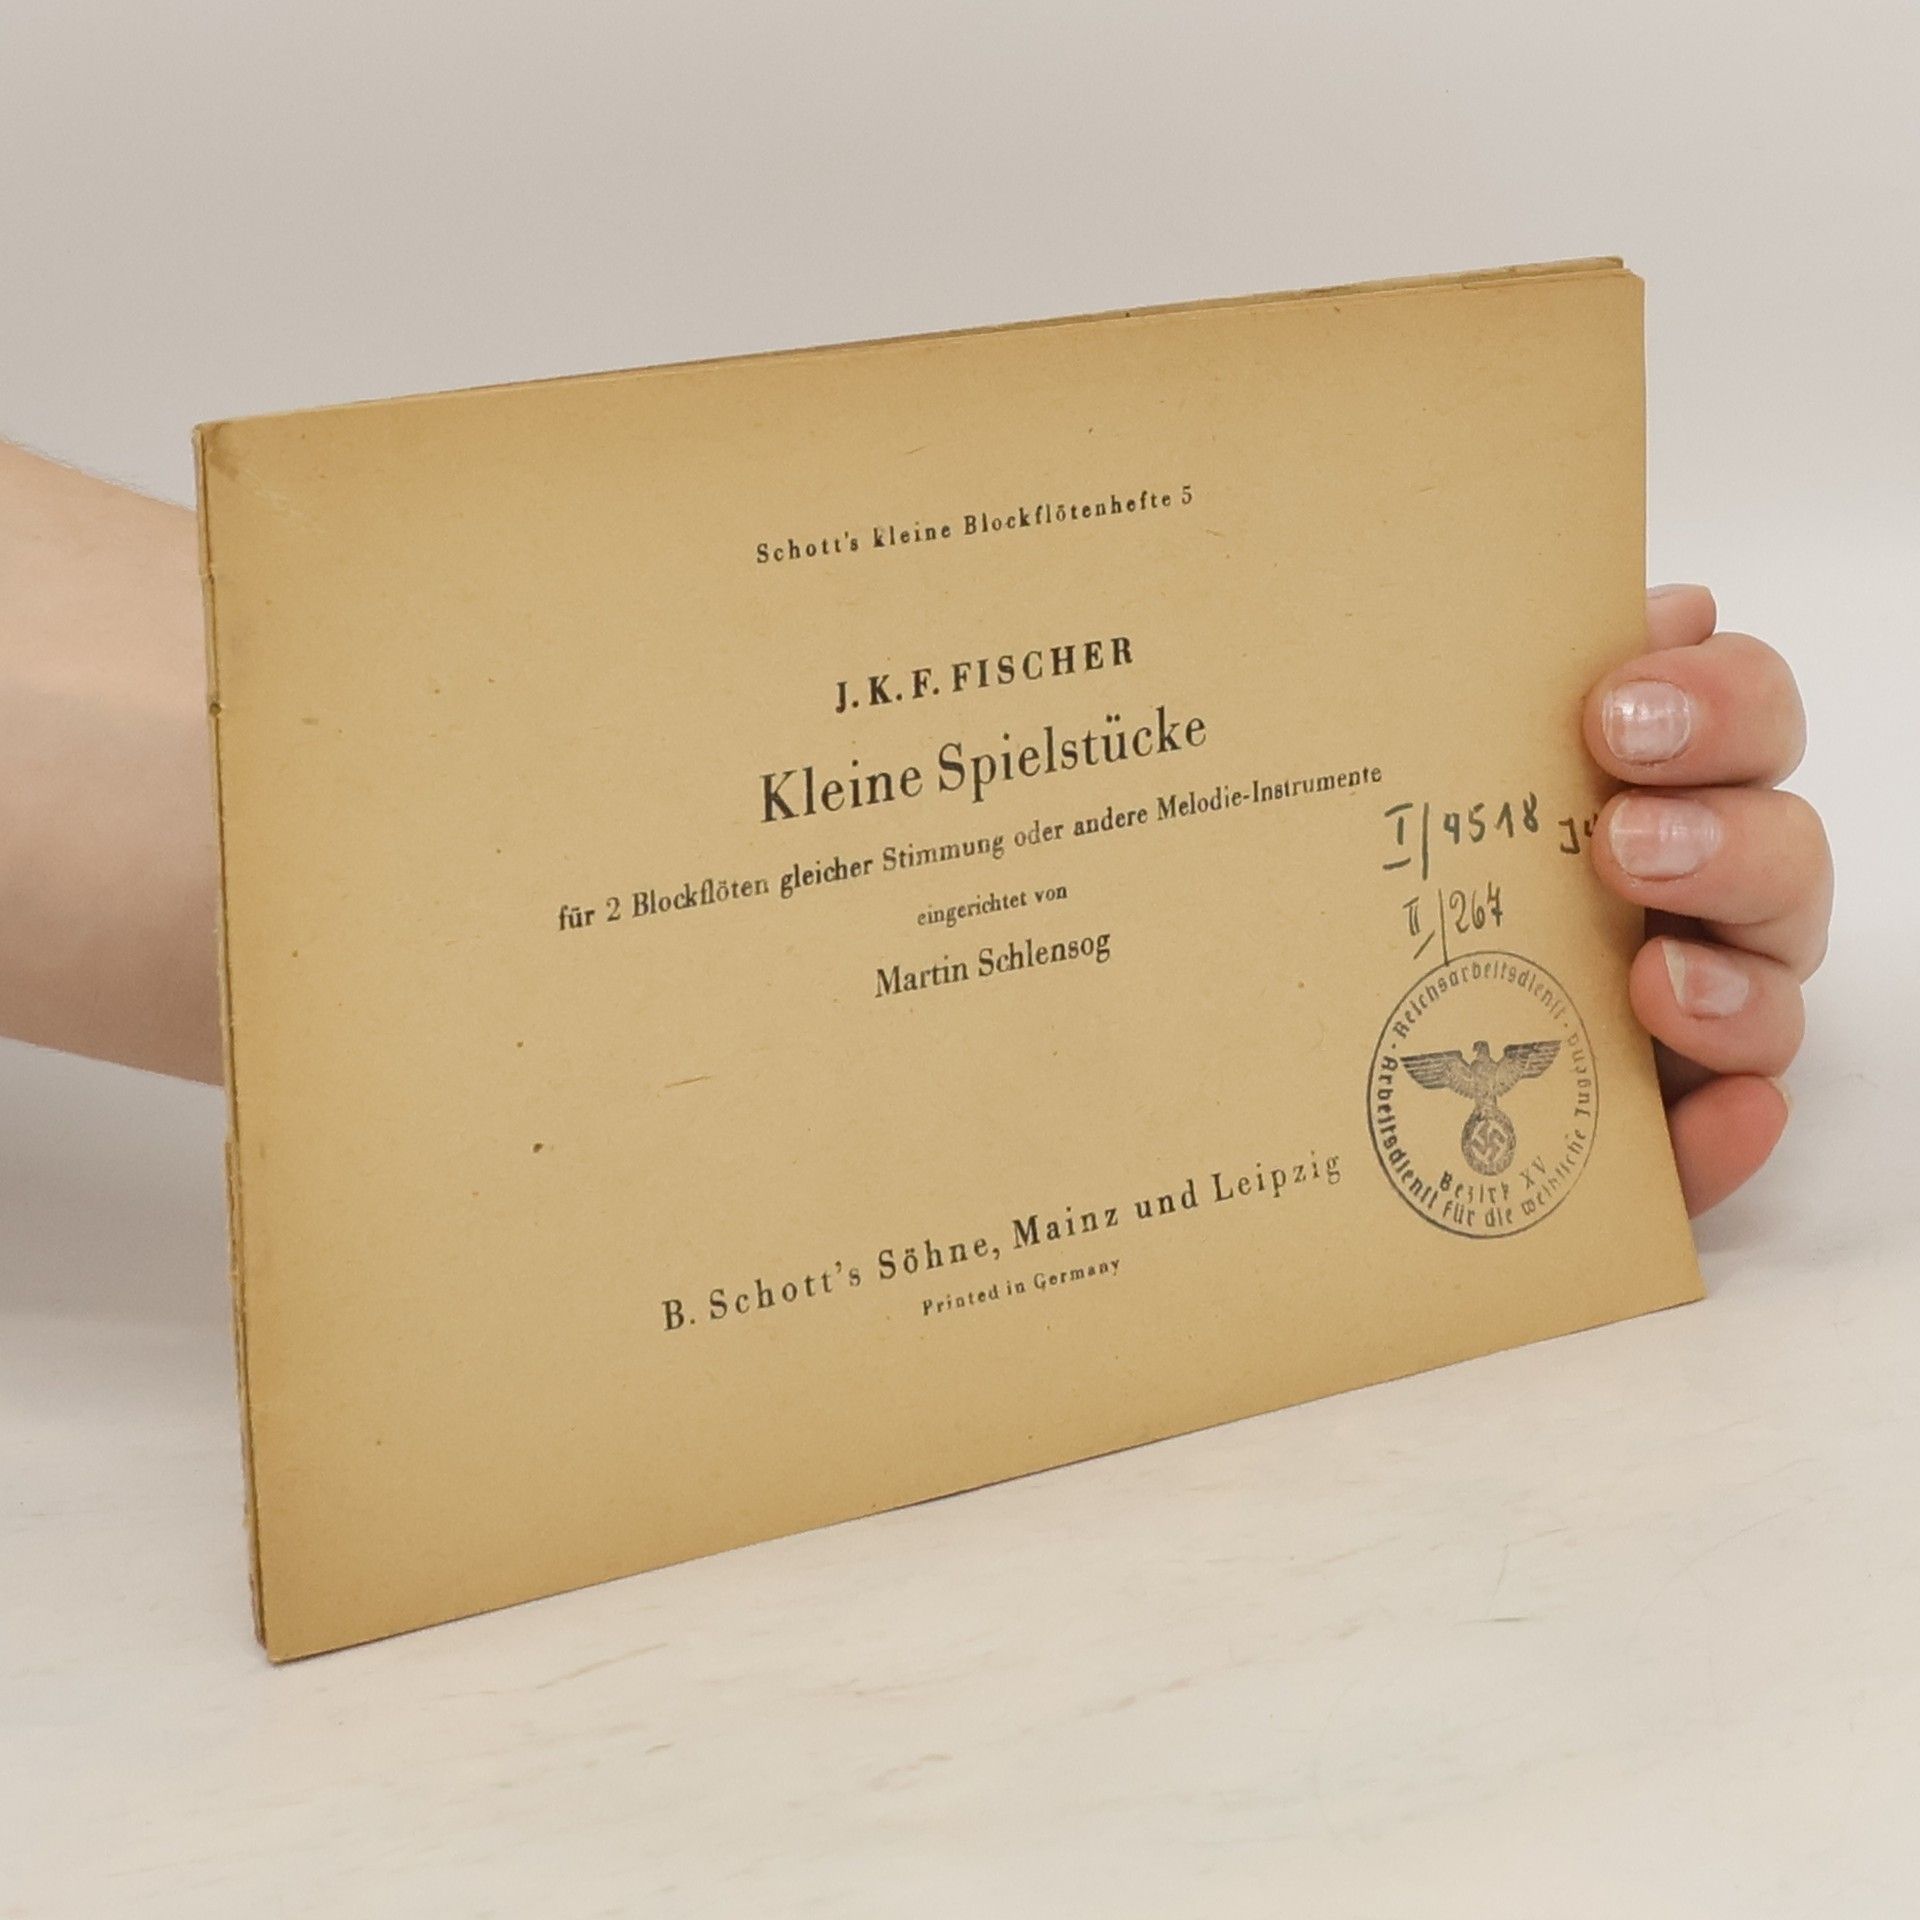 Schott's kleine Blockflötenhefte 5
J. K. F. FISCHER
Kleine Spielstücke
für 2 Blockflöten gleicher Stimmung oder andere Melodie-Instrumente
eingerichtet von
Martin Schlensog
I/4518
II/267
· Reichsarbeitsdienst ·
Arbeitsdienst für die weibliche Jugend
Bezirk XV
B. Schott's Söhne, Mainz und Leipzig
Printed in Germany